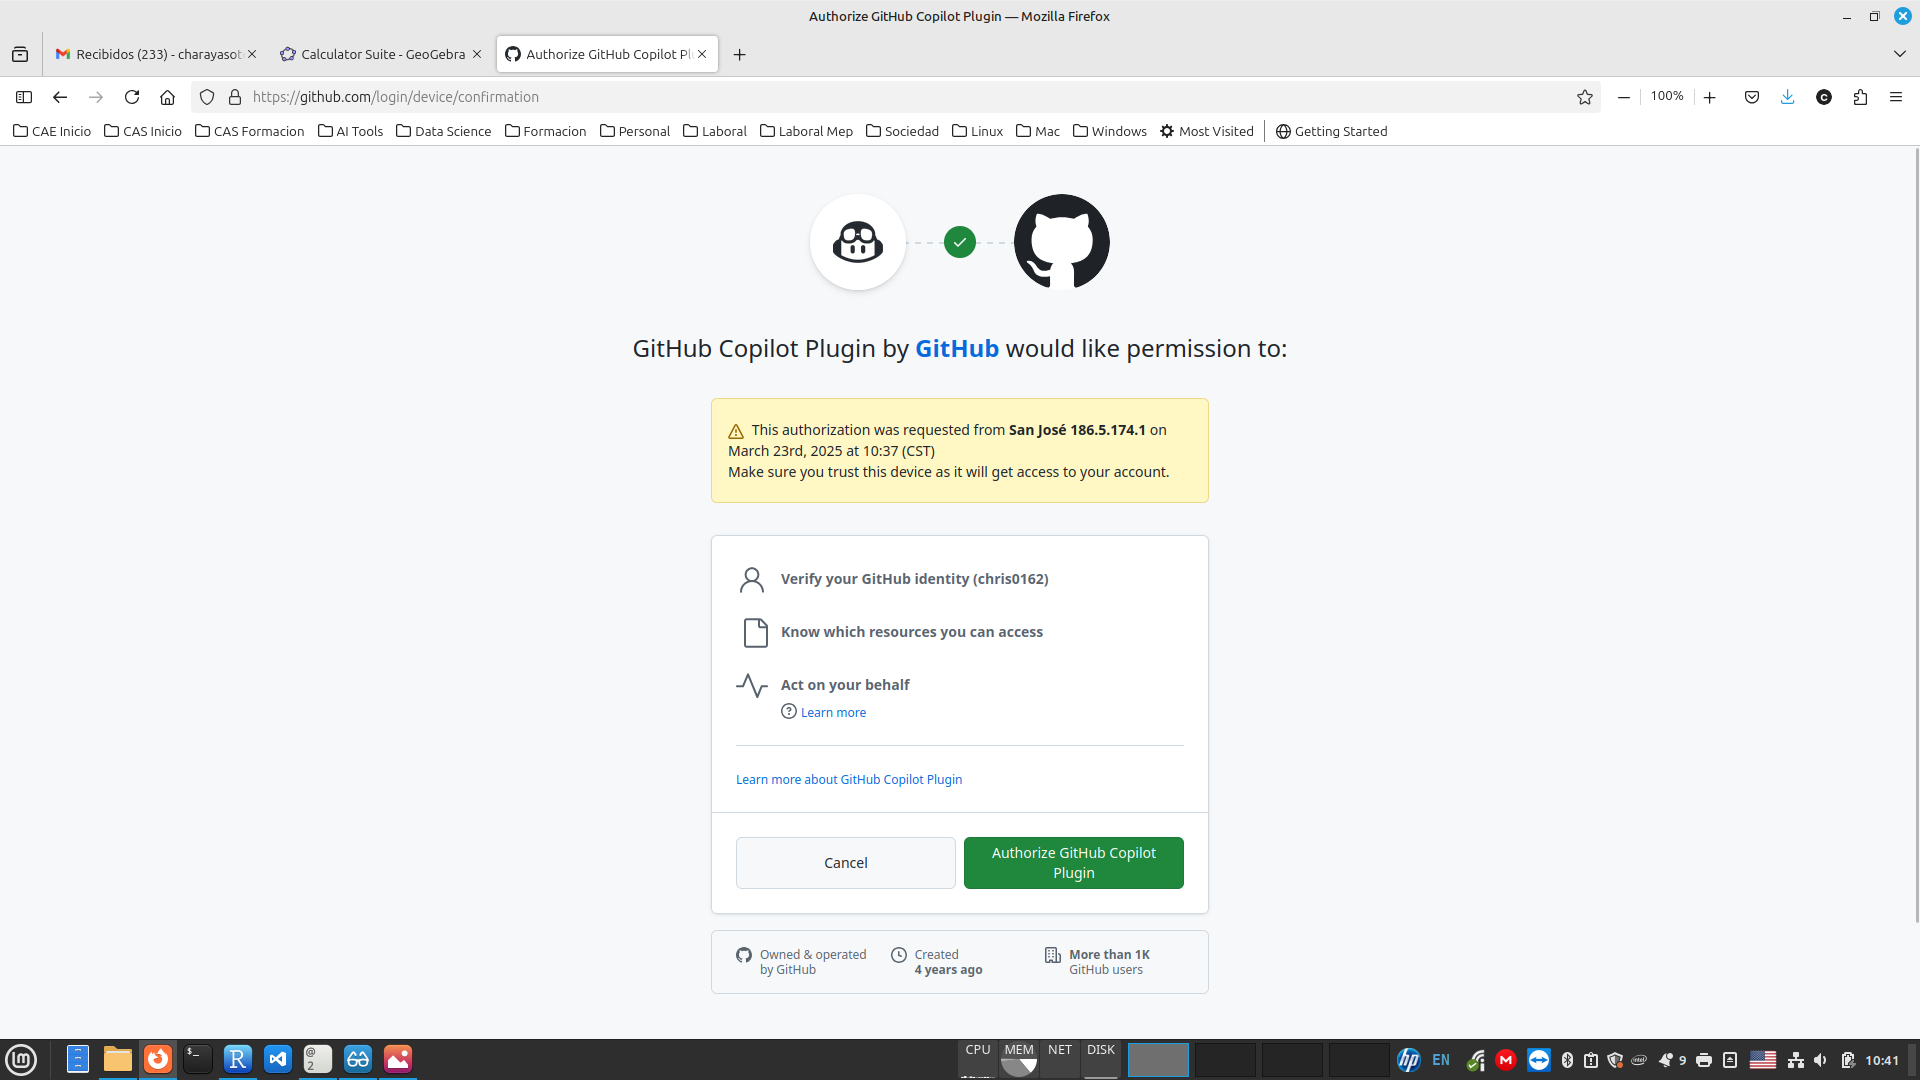 Authorize GitHub Copilot Plugin — Mozilla Firefox
Recibidos (233) - charayasot
Calculator Suite - GeoGebra
Authorize GitHub Copilot Pl
https://github.com/login/device/confirmation
100%
CAE Inicio
CAS Inicio
CAS Formacion
AI Tools
Data Science
Formacion
Personal
Laboral
Laboral Mep
Sociedad
Linux
Mac
Windows
Most Visited
Getting Started
GitHub Copilot Plugin by GitHub would like permission to:
This authorization was requested from San José 186.5.174.1 on
March 23rd, 2025 at 10:37 (CST)
Make sure you trust this device as it will get access to your account.
Verify your GitHub identity (chris0162)
Know which resources you can access
Act on your behalf
Learn more
Learn more about GitHub Copilot Plugin
Cancel
Authorize GitHub Copilot
Plugin
Owned & operated
by GitHub
Created
4 years ago
More than 1K
GitHub users
CPU
MEM
NET
DISK
EN
9
10:41